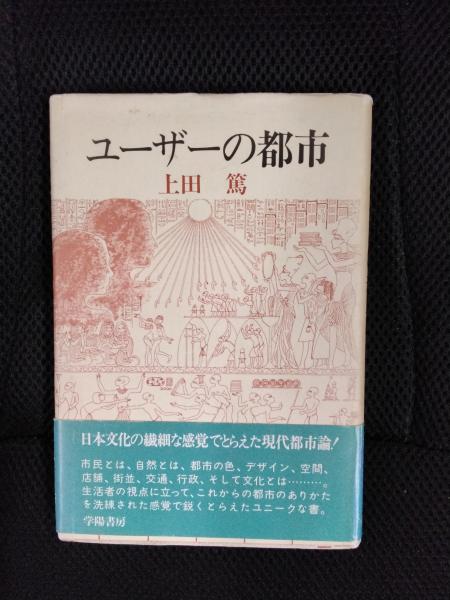 ユーザーの都市
上田 篤
日本文化の繊細な感覚でとらえた現代都市論!
市民とは、自然とは、都市の色、デザイン、空間、
店舗、街並、交通、行政、そして文化とは………。
生活者の視点に立って、これからの都市のありかた
を洗練された感覚で鋭くとらえたユニークな書。
学陽書房